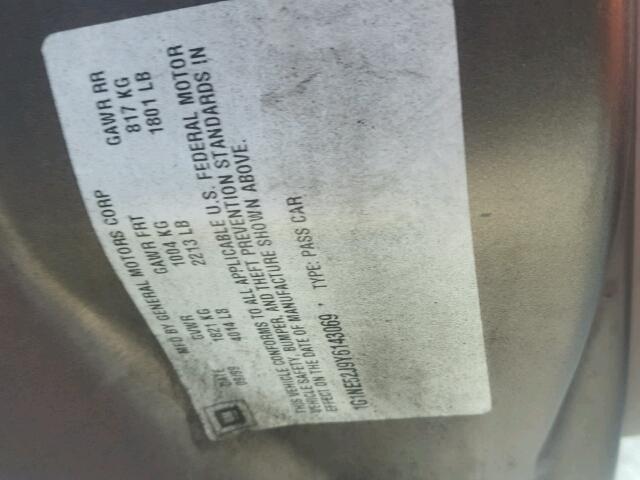 MFD BY GENERAL MOTORS CORP
DATE GVWR GAWR FRT GAWR RR
1821 KG 1004 KG 817 KG
4014 LB 2213 LB 1801 LB
THIS VEHICLE CONFORMS TO ALL APPLICABLE U.S. FEDERAL MOTOR
VEHICLE SAFETY, BUMPER, AND THEFT PREVENTION STANDARDS IN
EFFECT ON THE DATE OF MANUFACTURE SHOWN ABOVE.
1G1NE52J9Y6143069 TYPE: PASS CAR